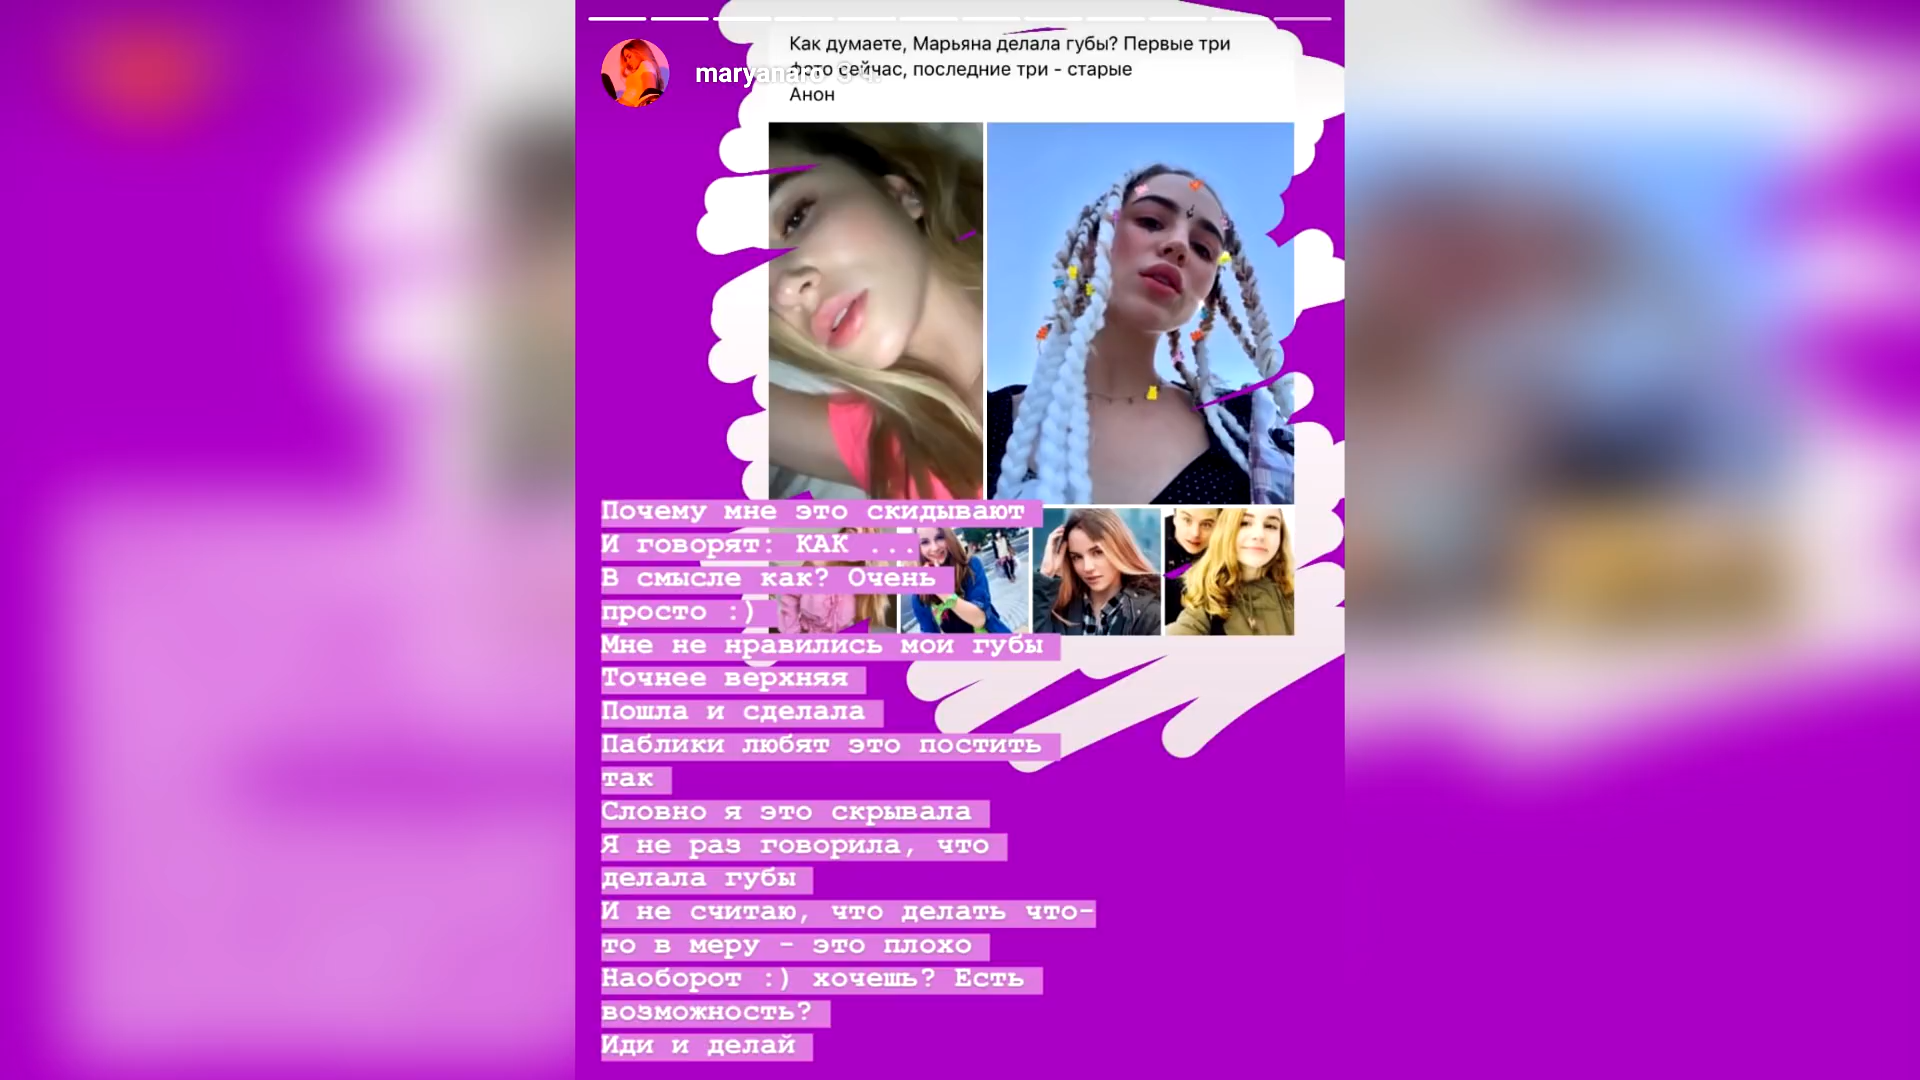 Как думаете, Марьяна делала губы? Первые три
фото сейчас, последние три - старые
Анон
maryanaro 3 ч.
Почему мне это скидывают
И говорят: КАК ...
В смысле как? Очень
просто :)
Мне не нравились мои губы
Точнее верхняя
Пошла и сделала
Паблики любят это постить
так
Словно я это скрывала
Я не раз говорила, что
делала губы
И не считаю, что делать что-
то в меру - это плохо
Наоборот :) хочешь? Есть
возможность?
Иди и делай